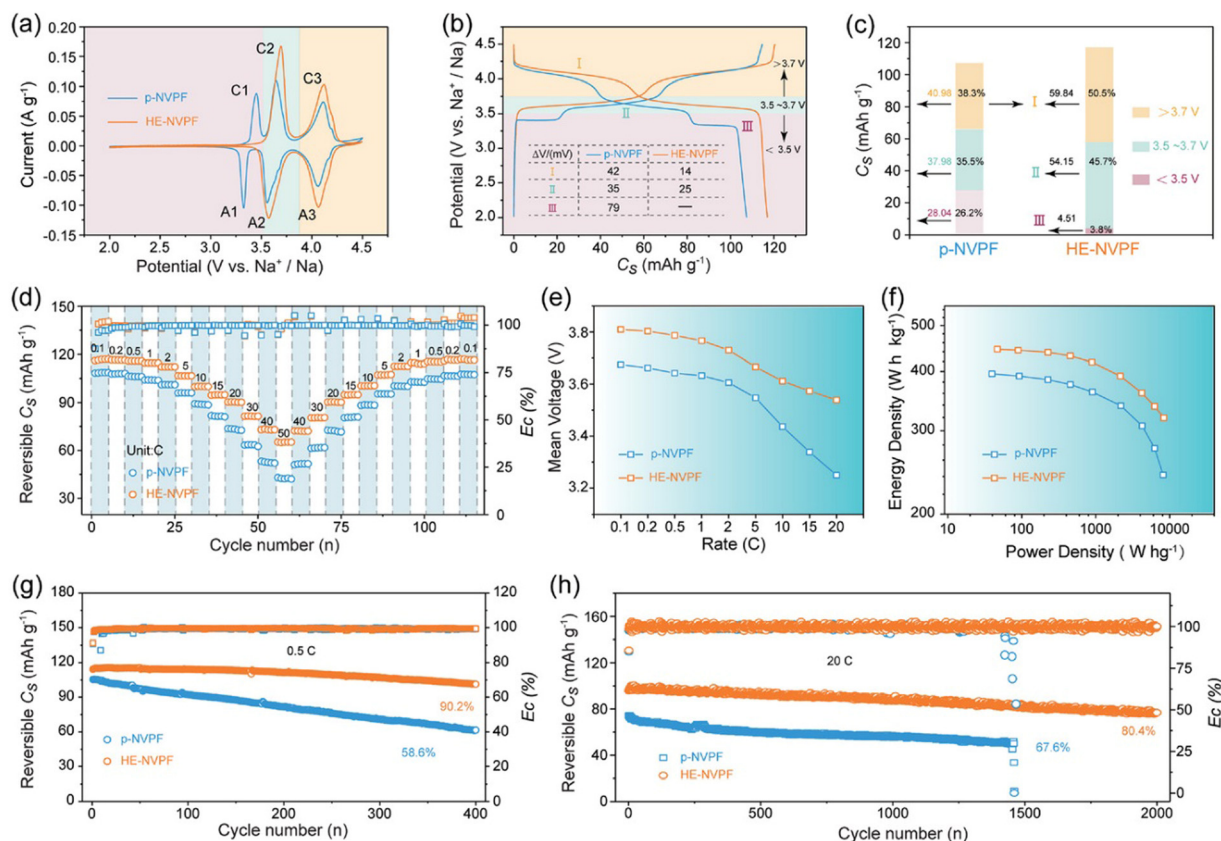 (a)
0.20
0.15
0.10
0.05
0.00
-0.05
-0.10
-0.15
Current (A g⁻¹)
C2
C1
C3
p-NVPF
HE-NVPF
A1
A2
A3
2.0
2.5
3.0
3.5
4.0
4.5
Potential (V vs. Na⁺ / Na)
(b)
4.5
4.0
3.5
3.0
2.5
2.0
Potential (V vs. Na⁺ / Na)
I
II
III
>3.7 V
3.5 ~3.7 V
< 3.5 V
ΔV/(mV) p-NVPF HE-NVPF
I 42 14
II 35 25
III 79 —
0 20 40 60 80 100 120
Cs (mAh g⁻¹)
(c)
120
100
80
60
40
20
0
Cs (mAh g⁻¹)
40.98 38.3% I 59.84 50.5%
37.98 35.5% II 54.15 45.7%
28.04 26.2% III 4.51 3.8%
>3.7 V
3.5 ~3.7 V
< 3.5 V
p-NVPF HE-NVPF
(d)
150
135
120
105
90
75
60
45
30
Reversible Cs (mAh g⁻¹)
0.1 0.2 0.5 1 2 5 10 15 20 30 40 50 40 30 20 15 10 5 2 1 0.5 0.2 0.1
Unit:C
p-NVPF
HE-NVPF
100
75
50
25
0
Ec (%)
0 25 50 75 100
Cycle number (n)
(e)
4.0
3.8
3.6
3.4
3.2
Mean Voltage (V)
p-NVPF
HE-NVPF
0.1 0.2 0.5 1 2 5 10 15 20
Rate (C)
(f)
500
400
300
200
Energy Density (W h kg⁻¹)
p-NVPF
HE-NVPF
10 100 1000 10000
Power Density ( W hg⁻¹)
(g)
180
150
120
90
60
30
0
Reversible Cs (mAh g⁻¹)
0.5 C
90.2%
58.6%
p-NVPF
HE-NVPF
120
100
80
60
40
20
0
Ec (%)
0 50 100 150 200 250 300 350 400
Cycle number (n)
(h)
160
120
80
40
0
Reversible Cs (mAh g⁻¹)
20 C
67.6%
80.4%
p-NVPF
HE-NVPF
100
75
50
25
0
Ec (%)
0 500 1000 1500 2000
Cycle number (n)